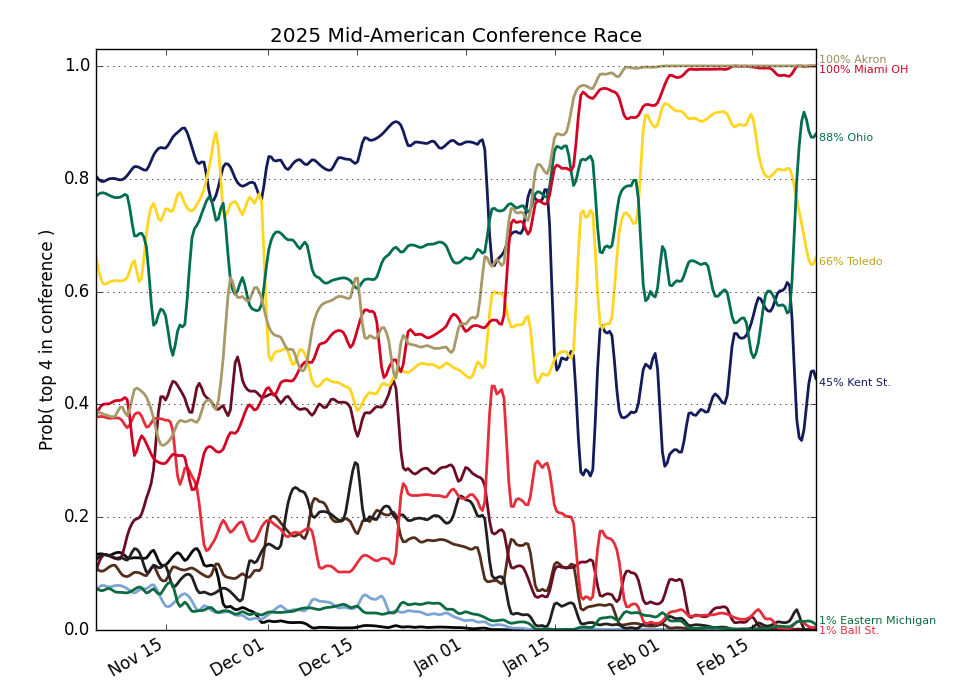 2025 Mid-American Conference Race
Prob( top 4 in conference )
1.0
0.8
0.6
0.4
0.2
0.0
Nov 15
Dec 01
Dec 15
Jan 01
Jan 15
Feb 01
Feb 15
100% Akron
100% Miami OH
88% Ohio
66% Toledo
45% Kent St.
1% Eastern Michigan
1% Ball St.